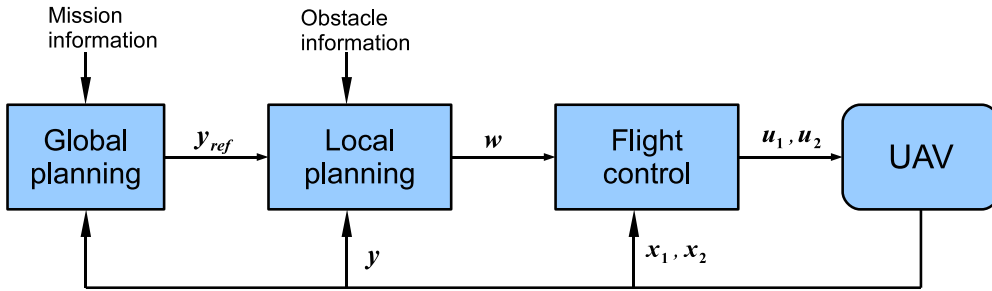 Mission
information
Obstacle
information
Global
planning
y_ref
Local
planning
w
Flight
control
u_1 , u_2
UAV
y
x_1 , x_2